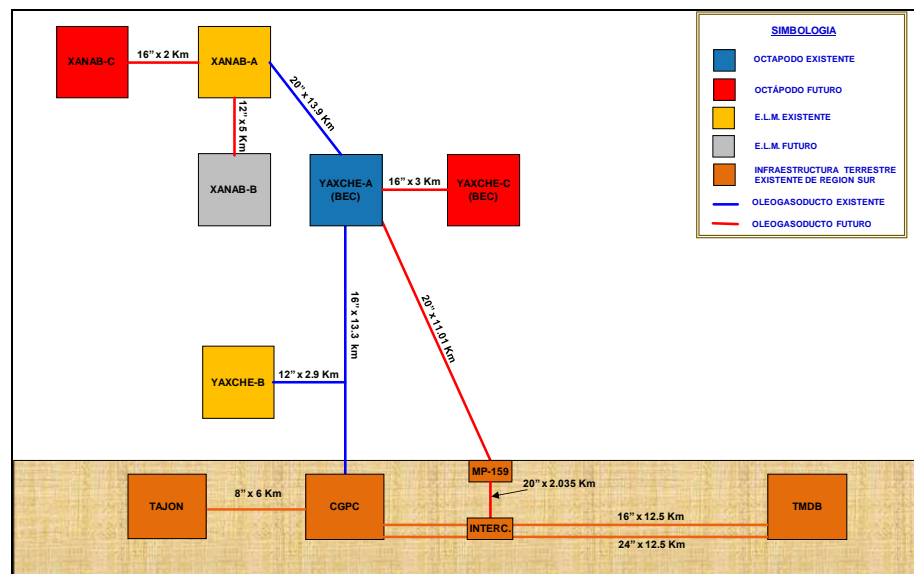 XANAB-C
16” x 2 Km
XANAB-A
20” x 13.9 Km
12” x 5 Km
XANAB-B
YAXCHE-A
(BEC)
16” x 3 Km
YAXCHE-C
(BEC)
16” x 13.3 km
20” x 11.01 Km
YAXCHE-B
12” x 2.9 Km
MP-159
20” x 2.035 Km
TAJON
8” x 6 Km
CGPC
INTERC.
16” x 12.5 Km
24” x 12.5 Km
TMDB
SIMBOLOGIA
OCTAPODO EXISTENTE
OCTÁPODO FUTURO
E.L.M. EXISTENTE
E.L.M. FUTURO
INFRAESTRUCTURA TERRESTRE
EXISTENTE DE REGION SUR
OLEOGASODUCTO EXISTENTE
OLEOGASODUCTO FUTURO